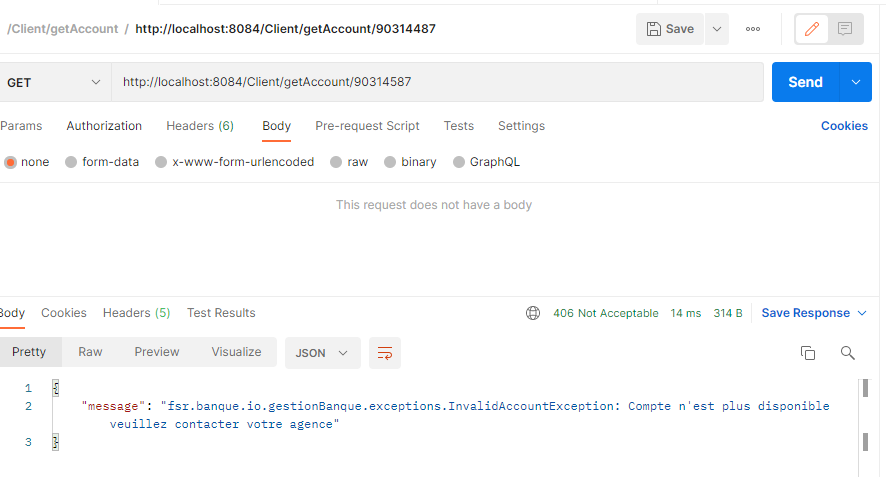 /Client/getAccount / http://localhost:8084/Client/getAccount/90314487
Save
GET http://localhost:8084/Client/getAccount/90314587 Send
Params Authorization Headers (6) Body Pre-request Script Tests Settings Cookies
none form-data x-www-form-urlencoded raw binary GraphQL
This request does not have a body
Body Cookies Headers (5) Test Results 406 Not Acceptable 14 ms 314 B Save Response
Pretty Raw Preview Visualize JSON
1 {
2 "message": "fsr.banque.io.gestionBanque.exceptions.InvalidAccountException: Compte n'est plus disponible
veuillez contacter votre agence"
3 }